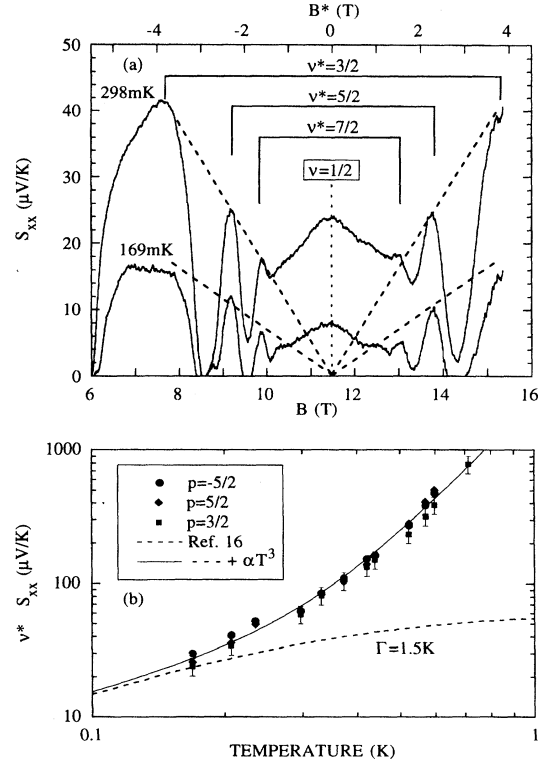 B* (T)
-4 -2 0 2 4
50
40
30
20
10
0
S_xx (μV/K)
(a)
ν*=3/2
298mK
ν*=5/2
ν*=7/2
ν=1/2
169mK
6 8 10 12 14 16
B (T)
1000
100
10
ν* S_xx (μV/K)
p=-5/2
p=5/2
p=3/2
Ref. 16
+ αT³
(b)
Γ=1.5K
0.1 1
TEMPERATURE (K)